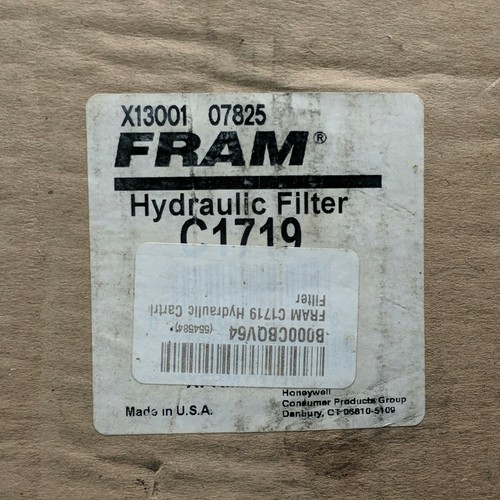 X13001 07825
FRAM®
Hydraulic Filter
C1719
B000CBQV64
(554584)
FRAM C1719 Hydraulic Cartri
Filter
Honeywell
Consumer Products Group
Made in U.S.A.
Danbury, CT 06810-5109